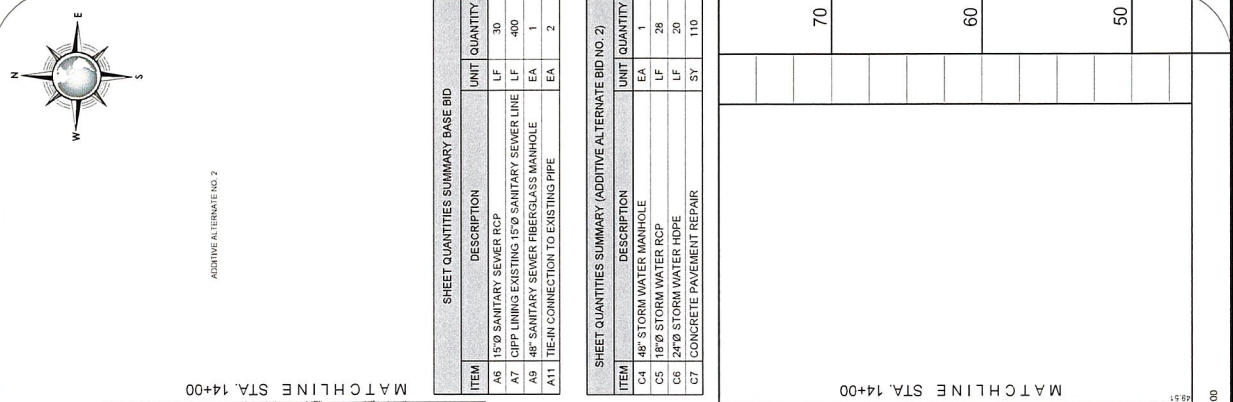 N
E
S
W
ADDITIVE ALTERNATE NO. 2
MATCHLINE STA. 14+00
SHEET QUANTITIES SUMMARY BASE BID
ITEM DESCRIPTION UNIT QUANTITY
A6 15"Ø SANITARY SEWER RCP LF 30
A7 CIPP LINING EXISTING 15"Ø SANITARY SEWER LINE LF 400
A9 48" SANITARY SEWER FIBERGLASS MANHOLE EA 1
A11 TIE-IN CONNECTION TO EXISTING PIPE EA 2
SHEET QUANTITIES SUMMARY (ADDITIVE ALTERNATE BID NO. 2)
ITEM DESCRIPTION UNIT QUANTITY
C4 48" STORM WATER MANHOLE EA 1
C5 18"Ø STORM WATER RCP LF 28
C6 24"Ø STORM WATER HDPE LF 20
C7 CONCRETE PAVEMENT REPAIR SY 110
70
60
50
MATCHLINE STA. 14+00
49.51
00